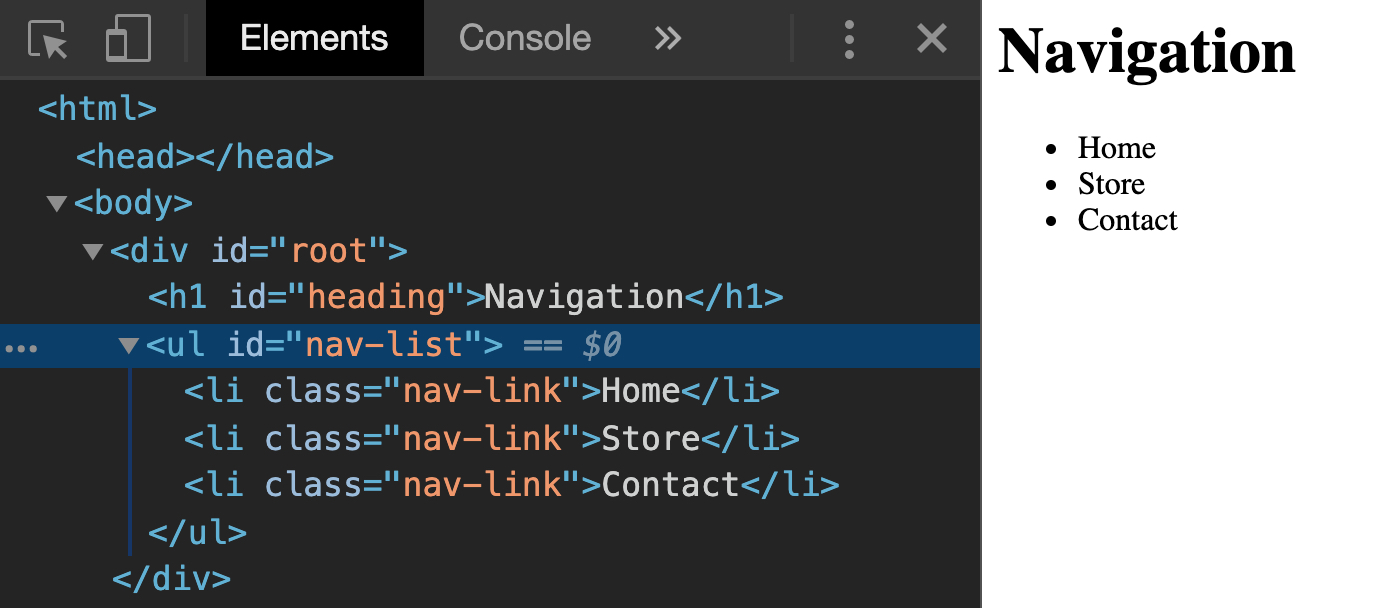 Elements Console
<html>
<head></head>
<body>
<div id="root">
<h1 id="heading">Navigation</h1>
<ul id="nav-list"> == $0
<li class="nav-link">Home</li>
<li class="nav-link">Store</li>
<li class="nav-link">Contact</li>
</ul>
</div>
Navigation
Home
Store
Contact